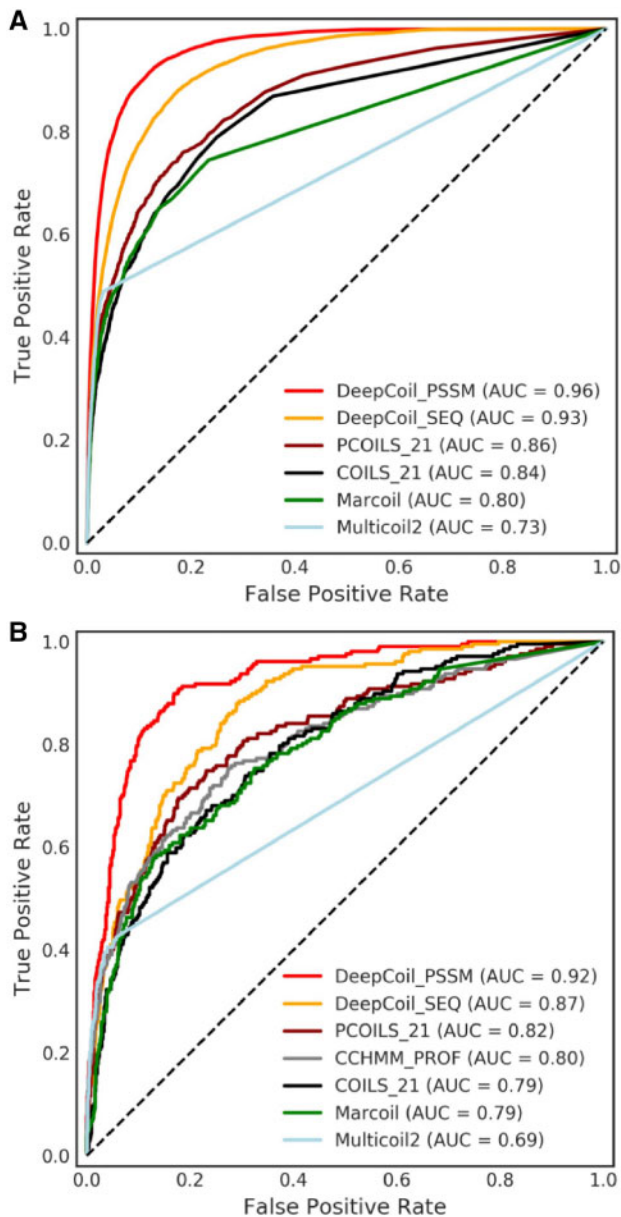 A
1.0
0.8
0.6
0.4
0.2
0.0
True Positive Rate
DeepCoil_PSSM (AUC = 0.96)
DeepCoil_SEQ (AUC = 0.93)
PCOILS_21 (AUC = 0.86)
COILS_21 (AUC = 0.84)
Marcoil (AUC = 0.80)
Multicoil2 (AUC = 0.73)
0.0 0.2 0.4 0.6 0.8 1.0
False Positive Rate
B
1.0
0.8
0.6
0.4
0.2
0.0
True Positive Rate
DeepCoil_PSSM (AUC = 0.92)
DeepCoil_SEQ (AUC = 0.87)
PCOILS_21 (AUC = 0.82)
CCHMM_PROF (AUC = 0.80)
COILS_21 (AUC = 0.79)
Marcoil (AUC = 0.79)
Multicoil2 (AUC = 0.69)
0.0 0.2 0.4 0.6 0.8 1.0
False Positive Rate